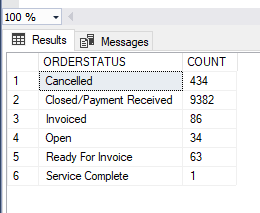 100 %
Results Messages
ORDERSTATUS COUNT
1 Cancelled 434
2 Closed/Payment Received 9382
3 Invoiced 86
4 Open 34
5 Ready For Invoice 63
6 Service Complete 1